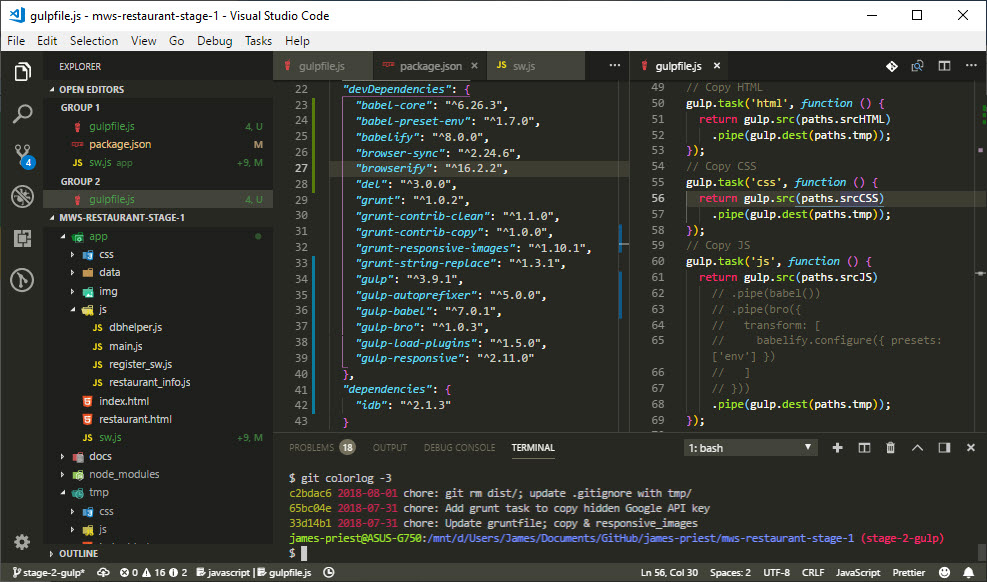 gulpfile.js - mws-restaurant-stage-1 - Visual Studio Code
File Edit Selection View Go Debug Tasks Help
EXPLORER
OPEN EDITORS
GROUP 1
gulpfile.js 4, U
package.json M
JS sw.js app +9, M
GROUP 2
gulpfile.js 4, U
MWS-RESTAURANT-STAGE-1
app
css
data
img
js
JS dbhelper.js
JS main.js
JS register_sw.js
JS restaurant_info.js
index.html
restaurant.html
JS sw.js +9, M
docs
node_modules
tmp
css
js
OUTLINE
4
gulpfile.js package.json JS sw.js
22 "devDependencies": {
23 "babel-core": "^6.26.3",
24 "babel-preset-env": "^1.7.0",
25 "babelify": "^8.0.0",
26 "browser-sync": "^2.24.6",
27 "browserify": "^16.2.2",
28 "del": "^3.0.0",
29 "grunt": "^1.0.2",
30 "grunt-contrib-clean": "^1.1.0",
31 "grunt-contrib-copy": "^1.0.0",
32 "grunt-responsive-images": "^1.10.1",
33 "grunt-string-replace": "^1.3.1",
34 "gulp": "^3.9.1",
35 "gulp-autoprefixer": "^5.0.0",
36 "gulp-babel": "^7.0.1",
37 "gulp-bro": "^1.0.3",
38 "gulp-load-plugins": "^1.5.0",
39 "gulp-responsive": "^2.11.0"
40 },
41 "dependencies": {
42 "idb": "^2.1.3"
43 }
gulpfile.js
49 // Copy HTML
50 gulp.task('html', function () {
51 return gulp.src(paths.srcHTML)
52 .pipe(gulp.dest(paths.tmp));
53 });
54 // Copy CSS
55 gulp.task('css', function () {
56 return gulp.src(paths.srcCSS)
57 .pipe(gulp.dest(paths.tmp));
58 });
59 // Copy JS
60 gulp.task('js', function () {
61 return gulp.src(paths.srcJS)
62 // .pipe(babel())
63 // .pipe(bro({
64 // transform: [
65 // babelify.configure({ presets:
['env'] })
66 // ]
67 // }))
68 .pipe(gulp.dest(paths.tmp));
69 });
PROBLEMS 18 OUTPUT DEBUG CONSOLE TERMINAL 1: bash
$ git colorlog -3
c2bdac6 2018-08-01 chore: git rm dist/; update .gitignore with tmp/
65bc04e 2018-07-31 chore: Add grunt task to copy hidden Google API key
33d14b1 2018-07-31 chore: Update gruntfile; copy & responsive_images
james-priest@ASUS-G750:/mnt/d/Users/James/Documents/GitHub/james-priest/mws-restaurant-stage-1 (stage-2-gulp)
$
stage-2-gulp* 0 16 2 javascript | gulpfile.js Ln 56, Col 30 Spaces: 2 UTF-8 CRLF JavaScript Prettier